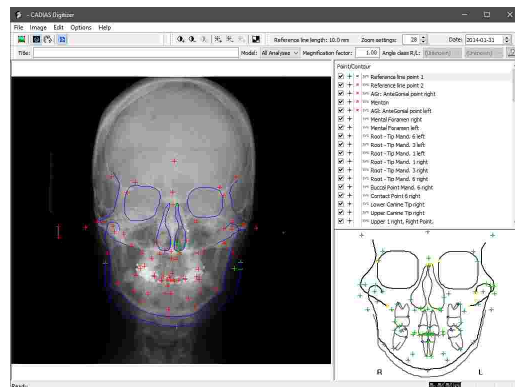 - CADIAS Digitizer
File Image Edit Options Help
Reference line length: 10.0 mm Zoom settings: 28 Date: 2014-01-31
Title: Model: All Analyses Magnification factor: 1.00 Angle class R/L: (Unknown) (Unknown)
Point/Contour
Reference line point 1
Reference line point 2
AG: AnteGonial point right
Menton
AG: AnteGonial point left
Mental Foramen right
Mental Foramen left
Root - Tip Mand. 6 left
Root - Tip Mand. 3 left
Root - Tip Mand. 1 left
Root - Tip Mand. 1 right
Root - Tip Mand. 3 right
Root - Tip Mand. 6 right
Buccal Point Mand. 6 right
Contact Point 6 right
Lower Canine Tip right
Upper Canine Tip right
Upper 1 right, Right Point.
R L
Ready